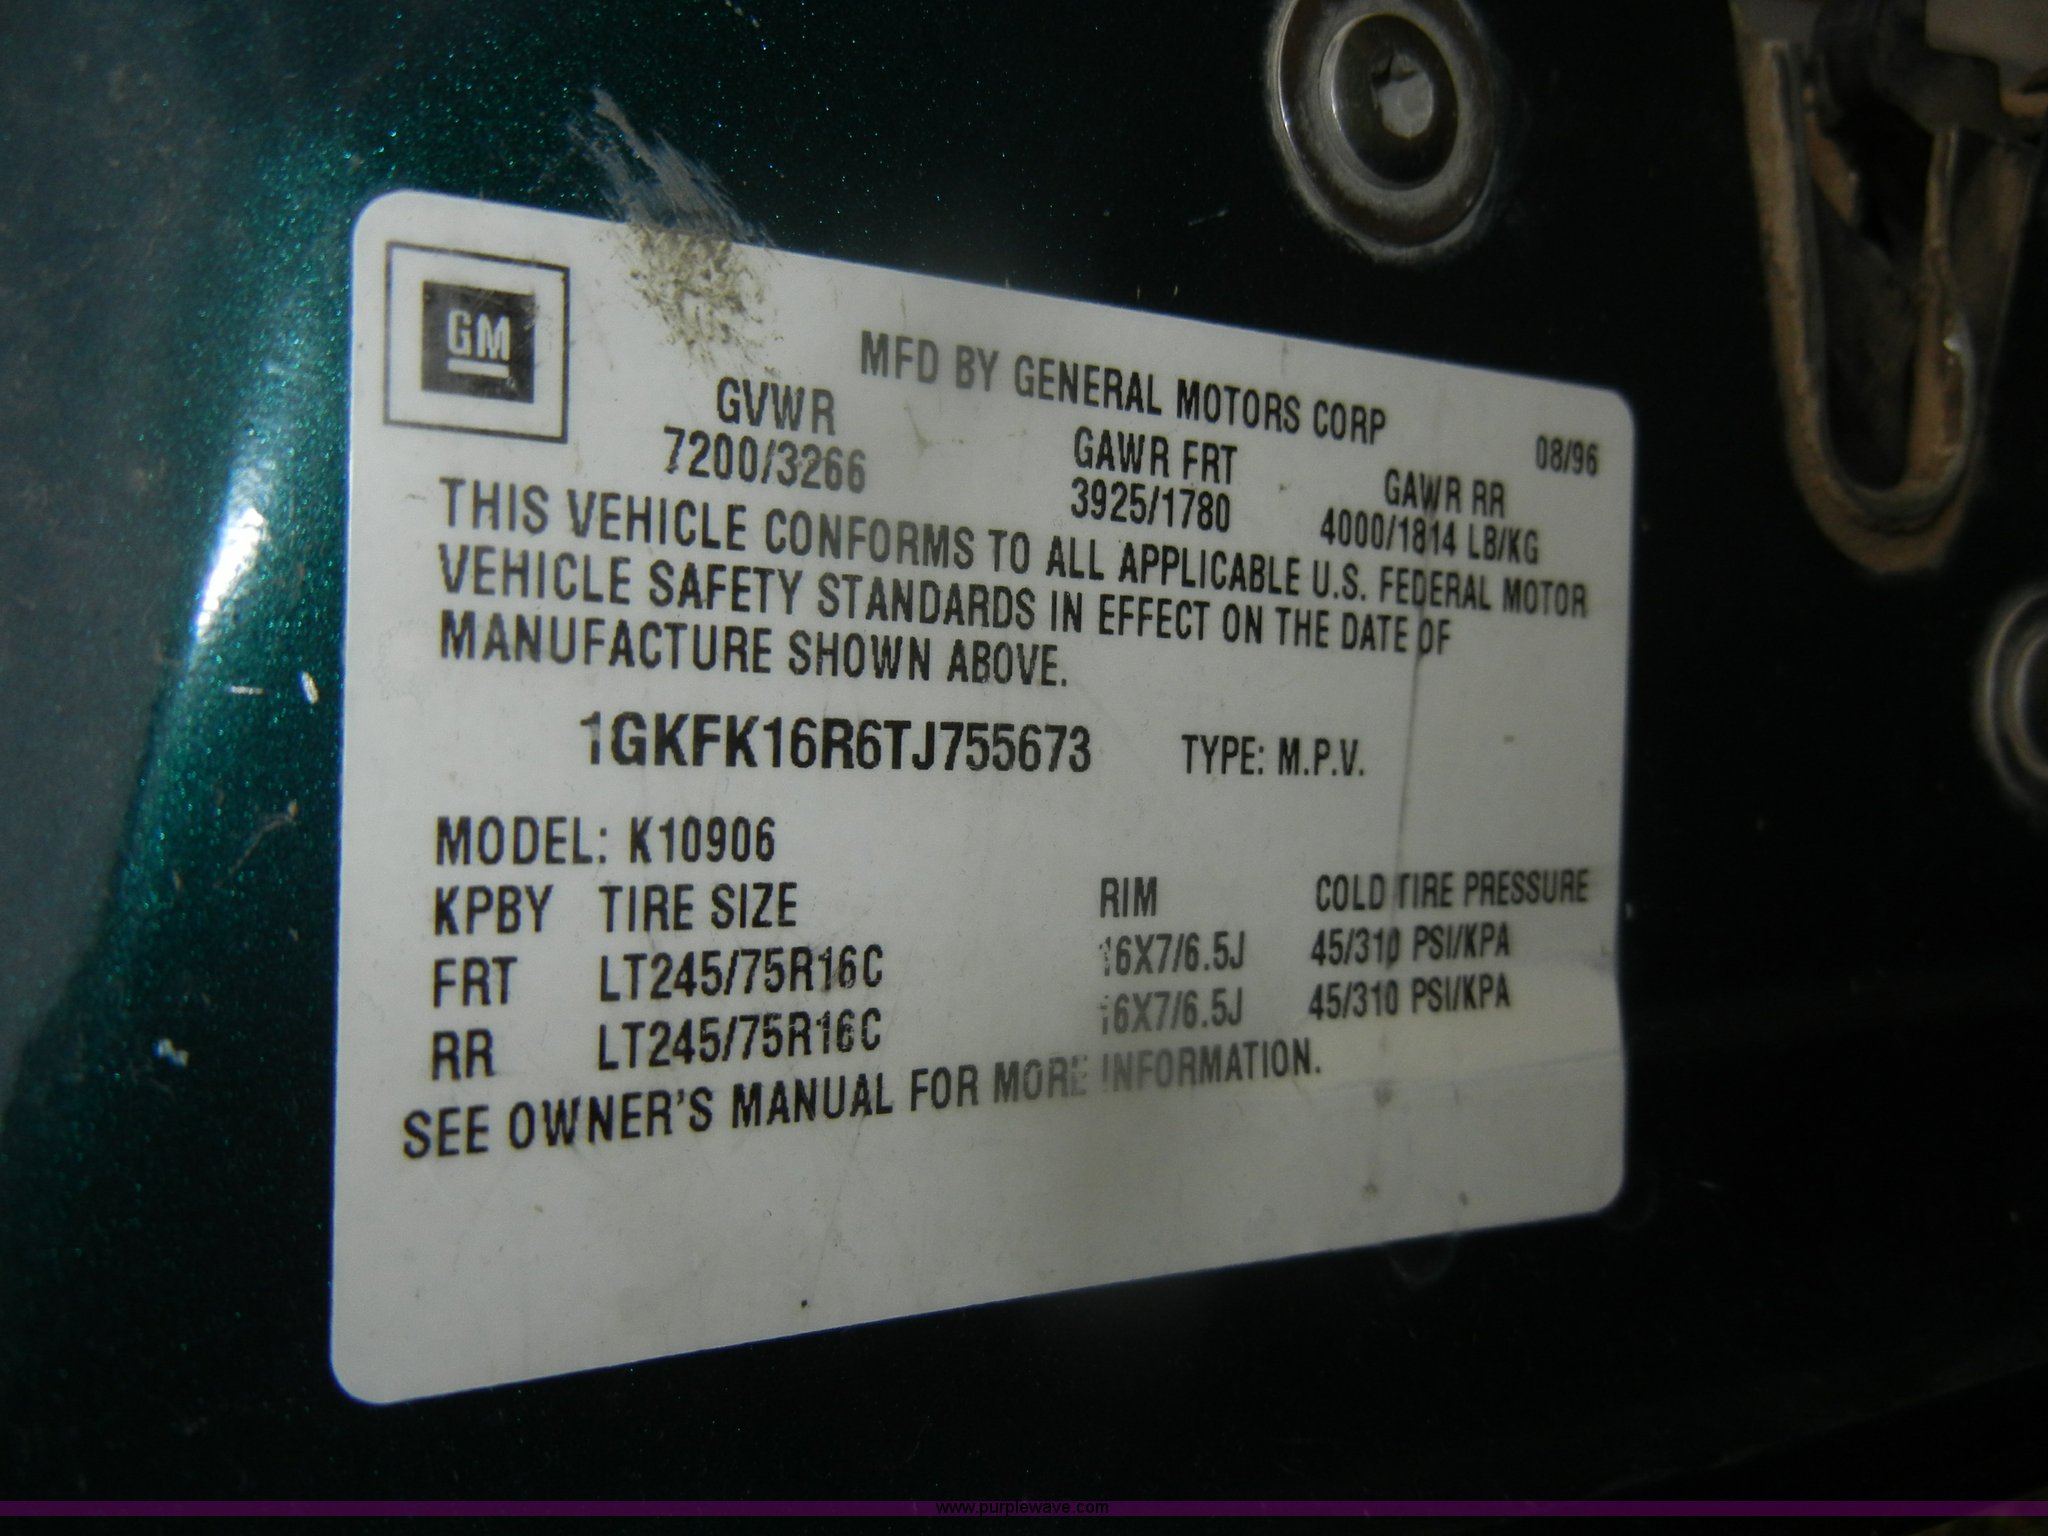 GM
MFD BY GENERAL MOTORS CORP
08/96
GVWR GAWR FRT GAWR RR
7200/3266 3925/1780 4000/1814 LB/KG
THIS VEHICLE CONFORMS TO ALL APPLICABLE U.S. FEDERAL MOTOR
VEHICLE SAFETY STANDARDS IN EFFECT ON THE DATE OF
MANUFACTURE SHOWN ABOVE.
1GKFK16R6TJ755673 TYPE: M.P.V.
MODEL: K10906
KPBY TIRE SIZE RIM COLD TIRE PRESSURE
FRT LT245/75R16C 16X7/6.5J 45/310 PSI/KPA
RR LT245/75R16C 16X7/6.5J 45/310 PSI/KPA
SEE OWNER'S MANUAL FOR MORE INFORMATION.
www.purplewave.com